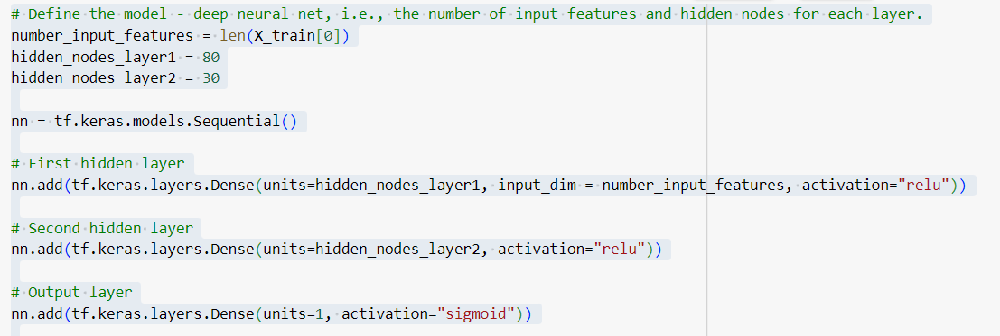 # Define the model - deep neural net, i.e., the number of input features and hidden nodes for each layer.
number_input_features = len(X_train[0])
hidden_nodes_layer1 = 80
hidden_nodes_layer2 = 30
nn = tf.keras.models.Sequential()
# First hidden layer
nn.add(tf.keras.layers.Dense(units=hidden_nodes_layer1, input_dim = number_input_features, activation="relu"))
# Second hidden layer
nn.add(tf.keras.layers.Dense(units=hidden_nodes_layer2, activation="relu"))
# Output layer
nn.add(tf.keras.layers.Dense(units=1, activation="sigmoid"))